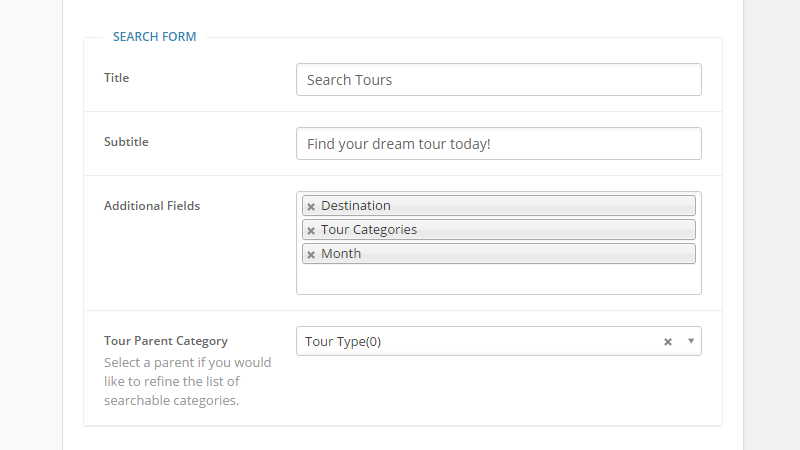 SEARCH FORM
Title
Search Tours
Subtitle
Find your dream tour today!
Additional Fields
Destination
Tour Categories
Month
Tour Parent Category
Tour Type(0)
Select a parent if you would
like to refine the list of
searchable categories.